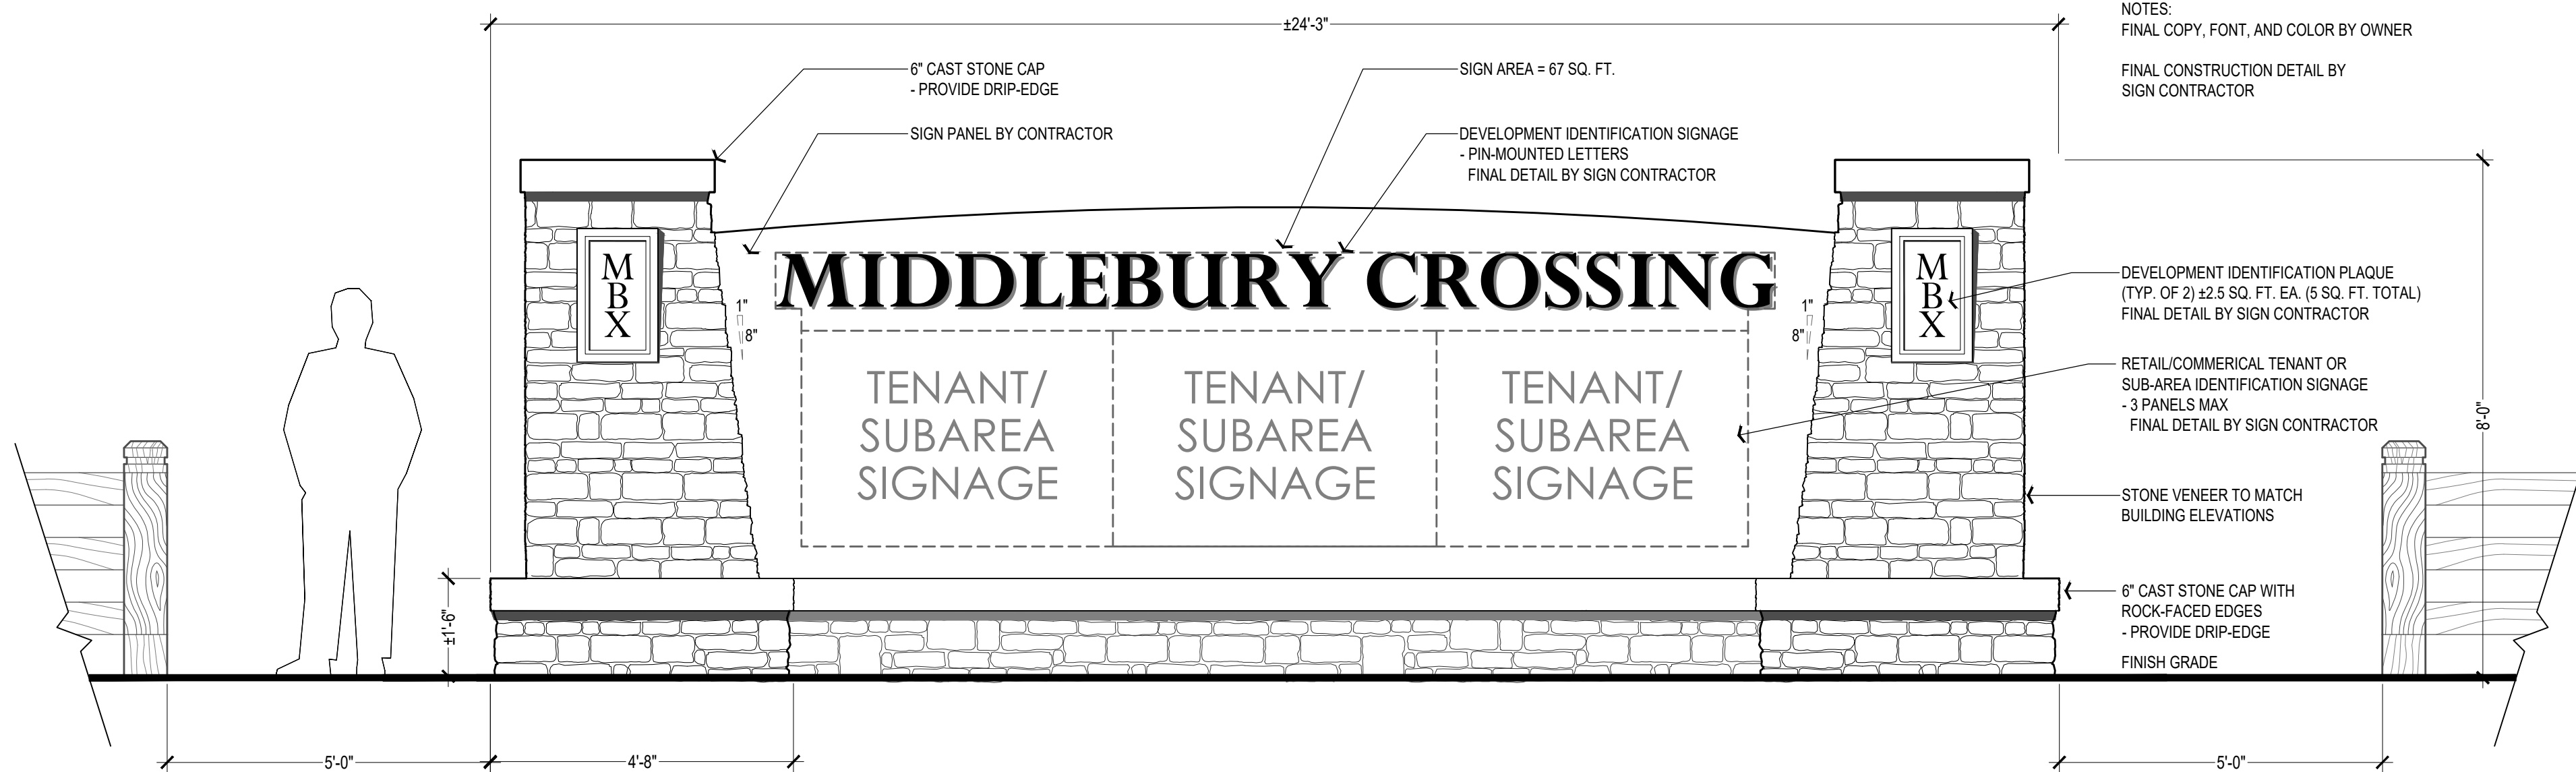 ±24'-3"
NOTES:
FINAL COPY, FONT, AND COLOR BY OWNER
FINAL CONSTRUCTION DETAIL BY
SIGN CONTRACTOR
6" CAST STONE CAP
- PROVIDE DRIP-EDGE
SIGN PANEL BY CONTRACTOR
SIGN AREA = 67 SQ. FT.
DEVELOPMENT IDENTIFICATION SIGNAGE
- PIN-MOUNTED LETTERS
FINAL DETAIL BY SIGN CONTRACTOR
M
B
X
MIDDLEBURY CROSSING
M
B
X
1"
8"
1"
8"
TENANT/
SUBAREA
SIGNAGE
TENANT/
SUBAREA
SIGNAGE
TENANT/
SUBAREA
SIGNAGE
DEVELOPMENT IDENTIFICATION PLAQUE
(TYP. OF 2) ±2.5 SQ. FT. EA. (5 SQ. FT. TOTAL)
FINAL DETAIL BY SIGN CONTRACTOR
RETAIL/COMMERICAL TENANT OR
SUB-AREA IDENTIFICATION SIGNAGE
- 3 PANELS MAX
FINAL DETAIL BY SIGN CONTRACTOR
8'-0"
STONE VENEER TO MATCH
BUILDING ELEVATIONS
6" CAST STONE CAP WITH
ROCK-FACED EDGES
- PROVIDE DRIP-EDGE
FINISH GRADE
±1'-6"
5'-0"
4'-8"
5'-0"